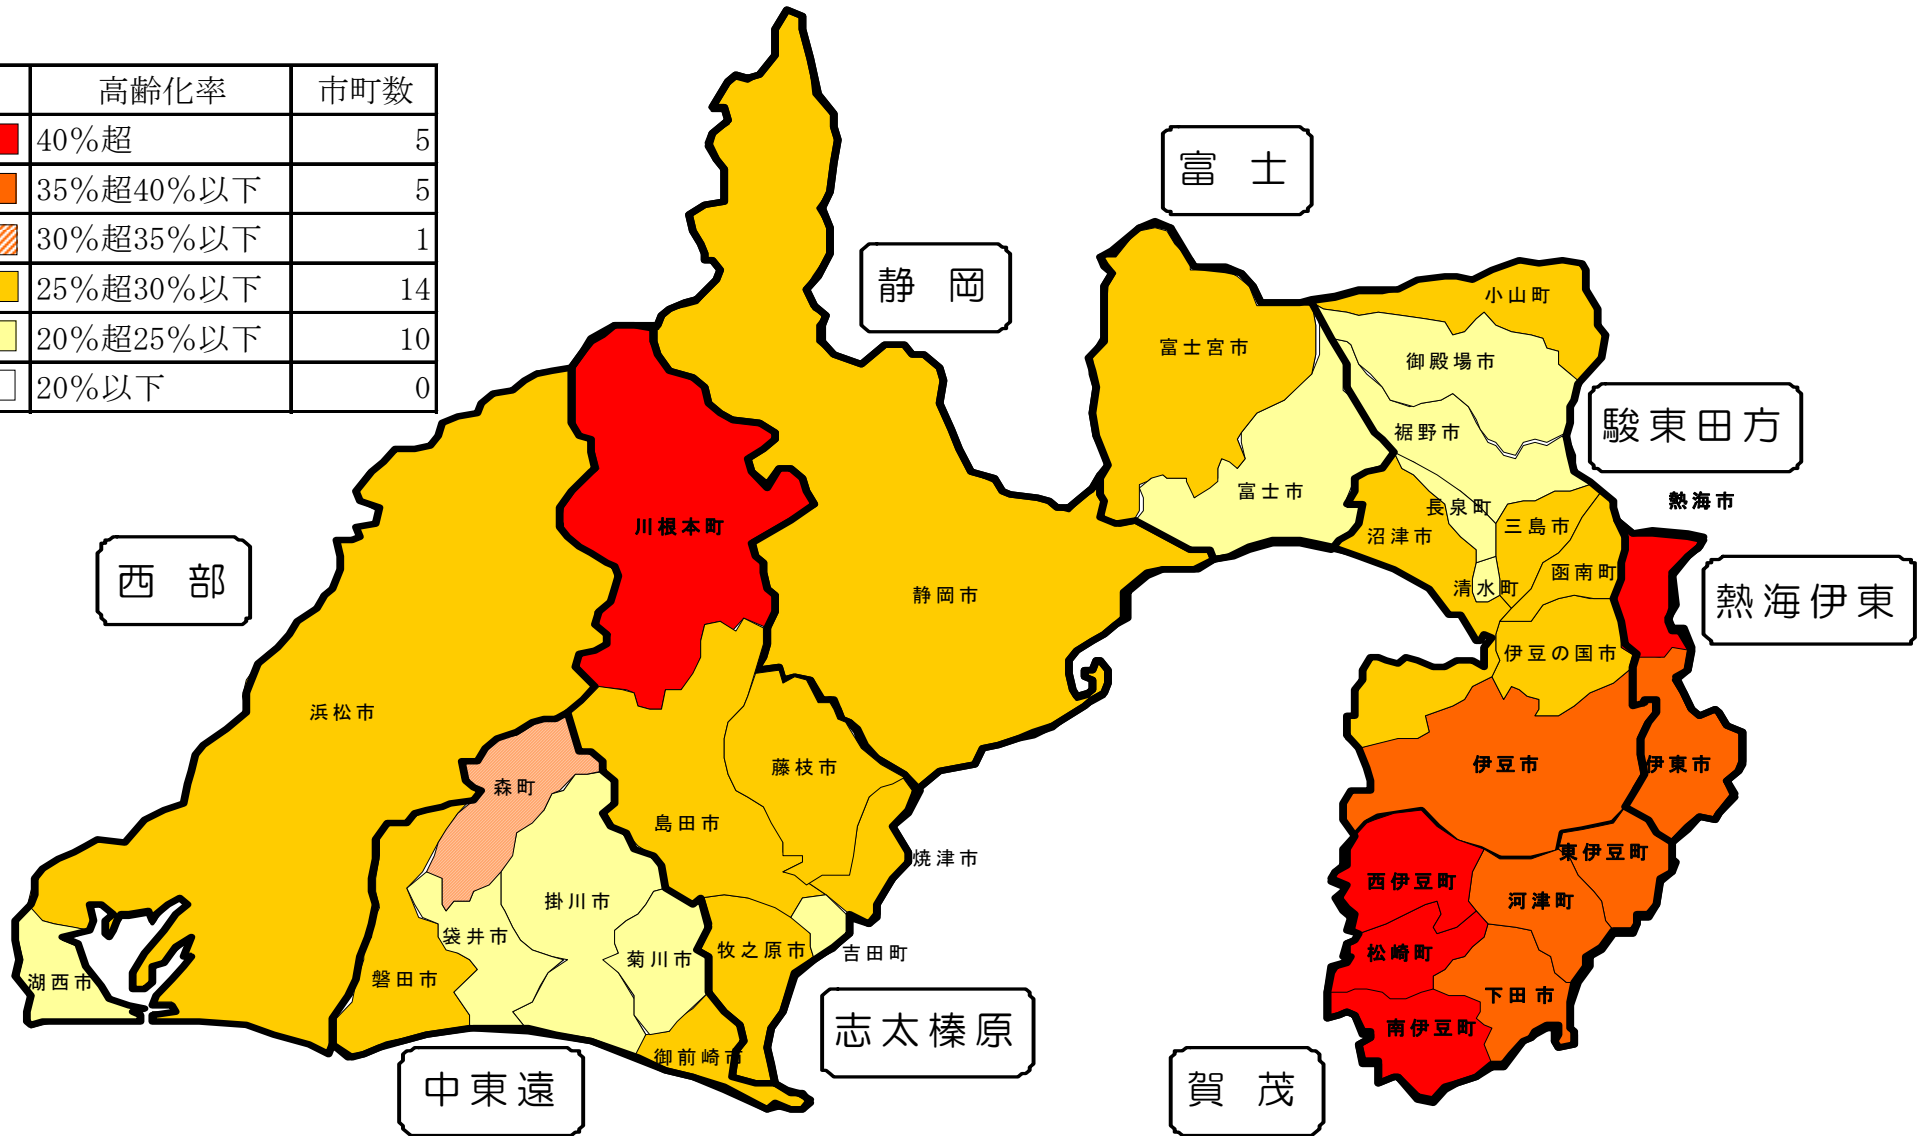 高齢化率 市町数
40%超 5
35%超40%以下 5
30%超35%以下 1
25%超30%以下 14
20%超25%以下 10
20%以下 0
富士
静岡
小山町
富士宮市
御殿場市
駿東田方
裾野市
富士市
熱海市
長泉町
川根本町
沼津市
三島市
西部
函南町
清水町
静岡市
熱海伊東
伊豆の国市
浜松市
伊豆市
伊東市
藤枝市
森町
島田市
東伊豆町
焼津市
西伊豆町
掛川市
河津町
袋井市
牧之原市
吉田町
松崎町
菊川市
磐田市
湖西市
下田市
南伊豆町
志太榛原
御前崎市
中東遠
賀茂